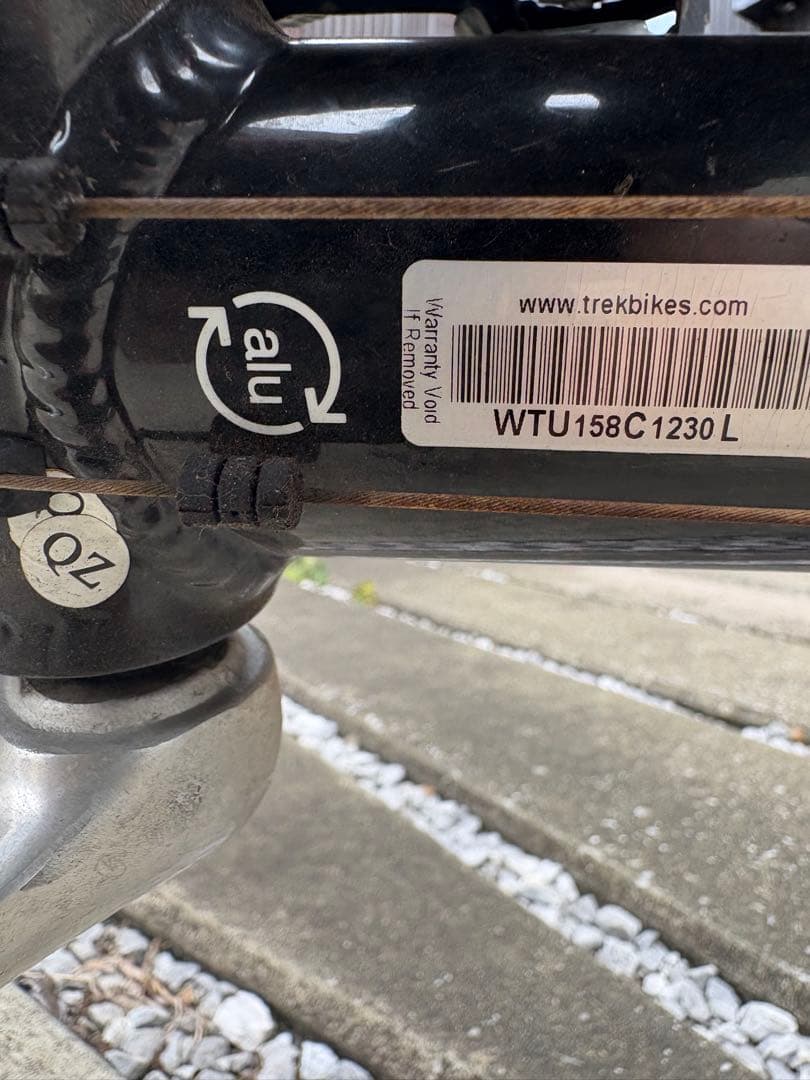 www.trekbikes.com
Warranty Void
If Removed
WTU158C1230L
alu
QZ